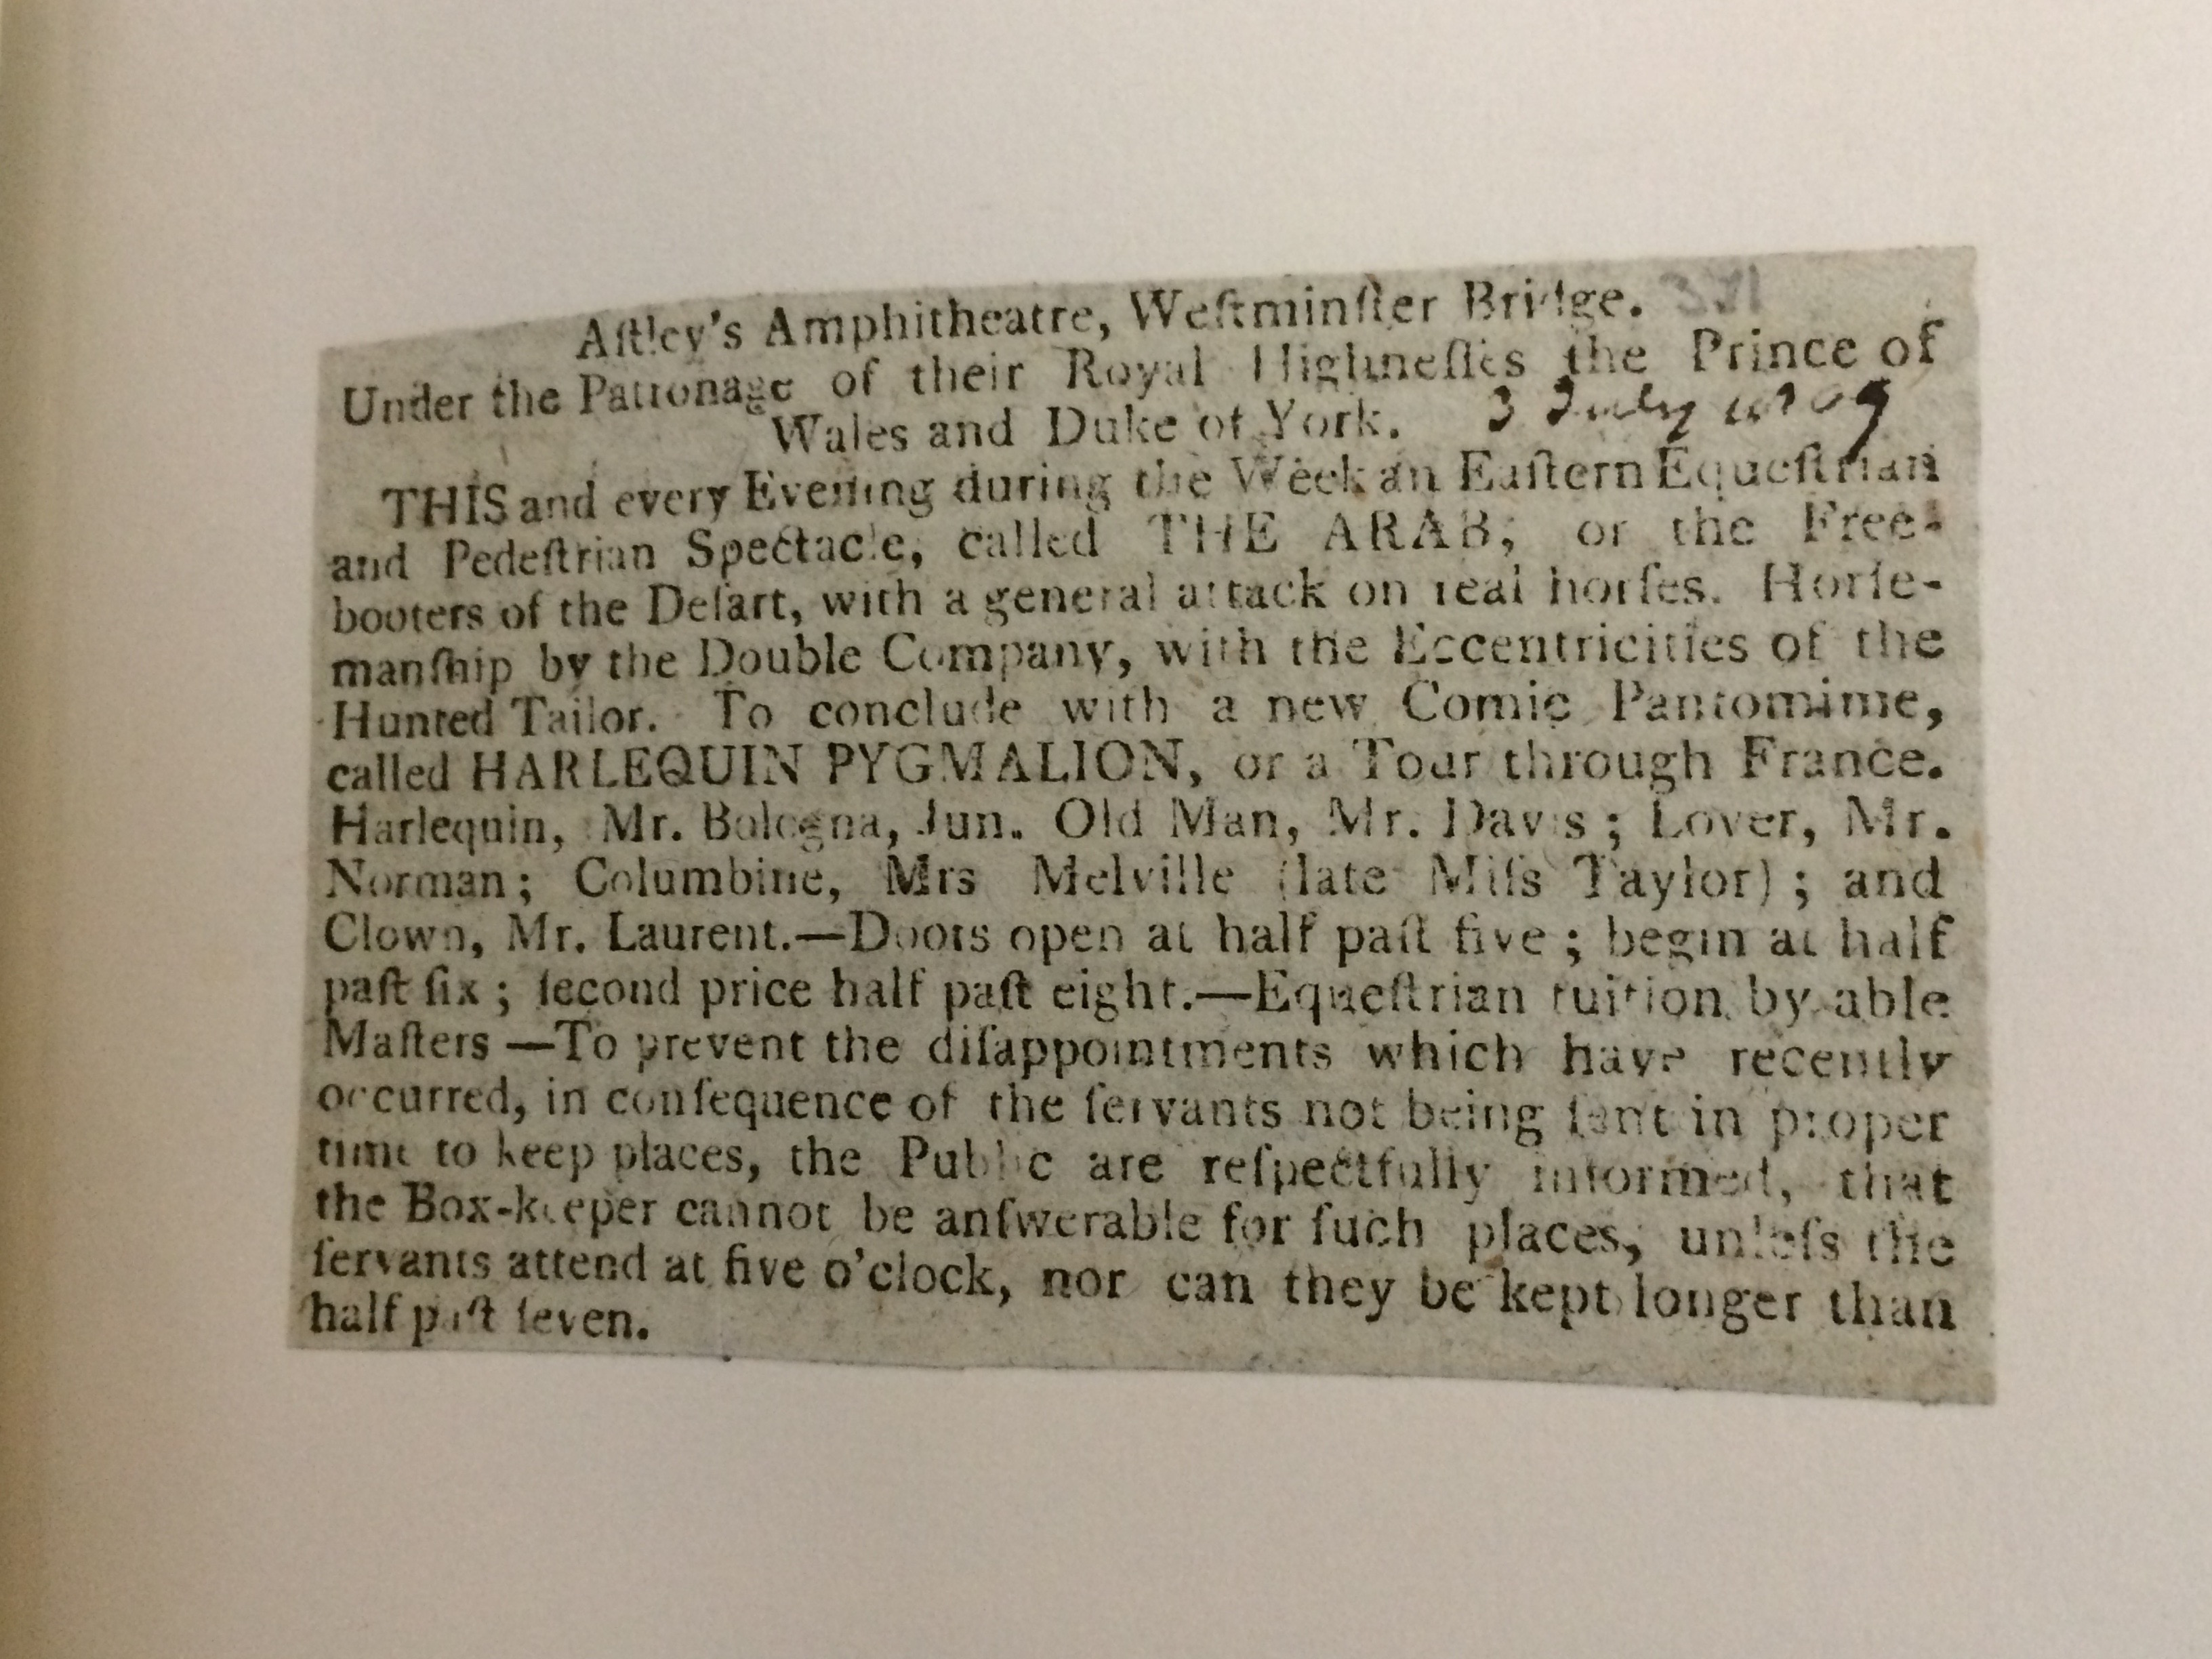 Aſtley's Amphitheatre, Weſtminſter Bridge.
Under the Patronage of their Royal Highneſſes the Prince of
Wales and Duke of York. 3 July 1809
THIS and every Evening during the Week an Eaſtern Equeſtrian
and Pedeſtrian Spectacle, called THE ARAB; or the Free-
booters of the Deſart, with a general attack on real horſes. Horſe-
manſhip by the Double Company, with the Eccentricities of the
Hunted Tailor. To conclude with a new Comic Pantomime,
called HARLEQUIN PYGMALION, or a Tour through France.
Harlequin, Mr. Bologna, Jun. Old Man, Mr. Davis; Lover, Mr.
Norman; Columbine, Mrs Melville (late Miſs Taylor); and
Clown, Mr. Laurent.—Doors open at half paſt five; begin at half
paſt ſix; ſecond price half paſt eight.—Equeſtrian tuition by able
Maſters—To prevent the diſappointments which have recently
occurred, in conſequence of the ſervants not being ſent in proper
time to keep places, the Public are reſpectfully informed, that
the Box-keeper cannot be anſwerable for ſuch places, unleſs the
ſervants attend at five o'clock, nor can they be kept longer than
half paſt ſeven.